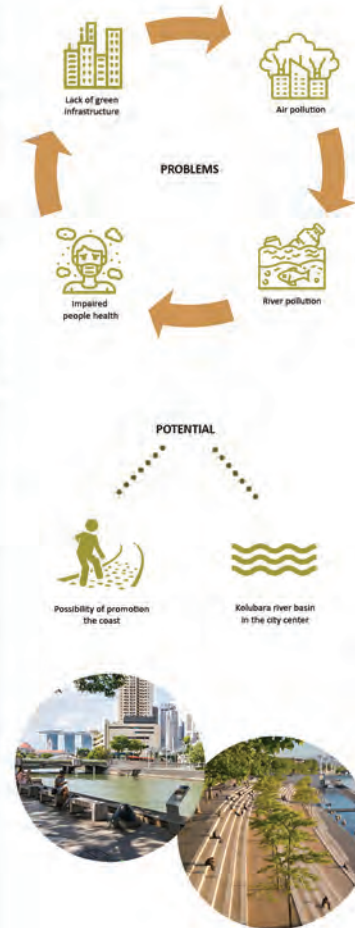 Lack of green
infrastructure
Air pollution
PROBLEMS
Impaired
people health
River pollution
POTENTIAL
Possibility of promotion
the coast
Kolubara river basin
in the city center